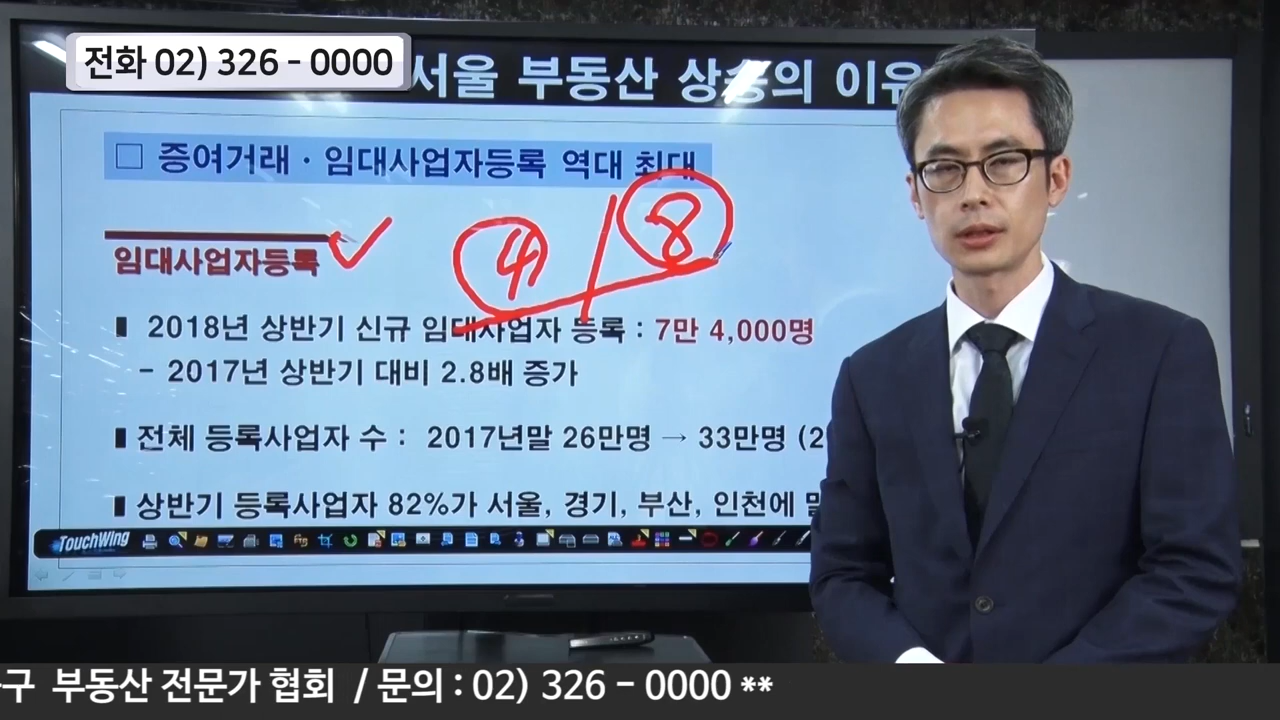 전화 02) 326 - 0000
서울 부동산 상승의 이유
□ 증여거래 · 임대사업자등록 역대 최대
임대사업자등록
4 / 8
2018년 상반기 신규 임대사업자 등록 : 7만 4,000명
- 2017년 상반기 대비 2.8배 증가
전체 등록사업자 수 : 2017년말 26만명 → 33만명 (2
상반기 등록사업자 82%가 서울, 경기, 부산, 인천에
TouchWing
구 부동산 전문가 협회 / 문의 : 02) 326 - 0000 **